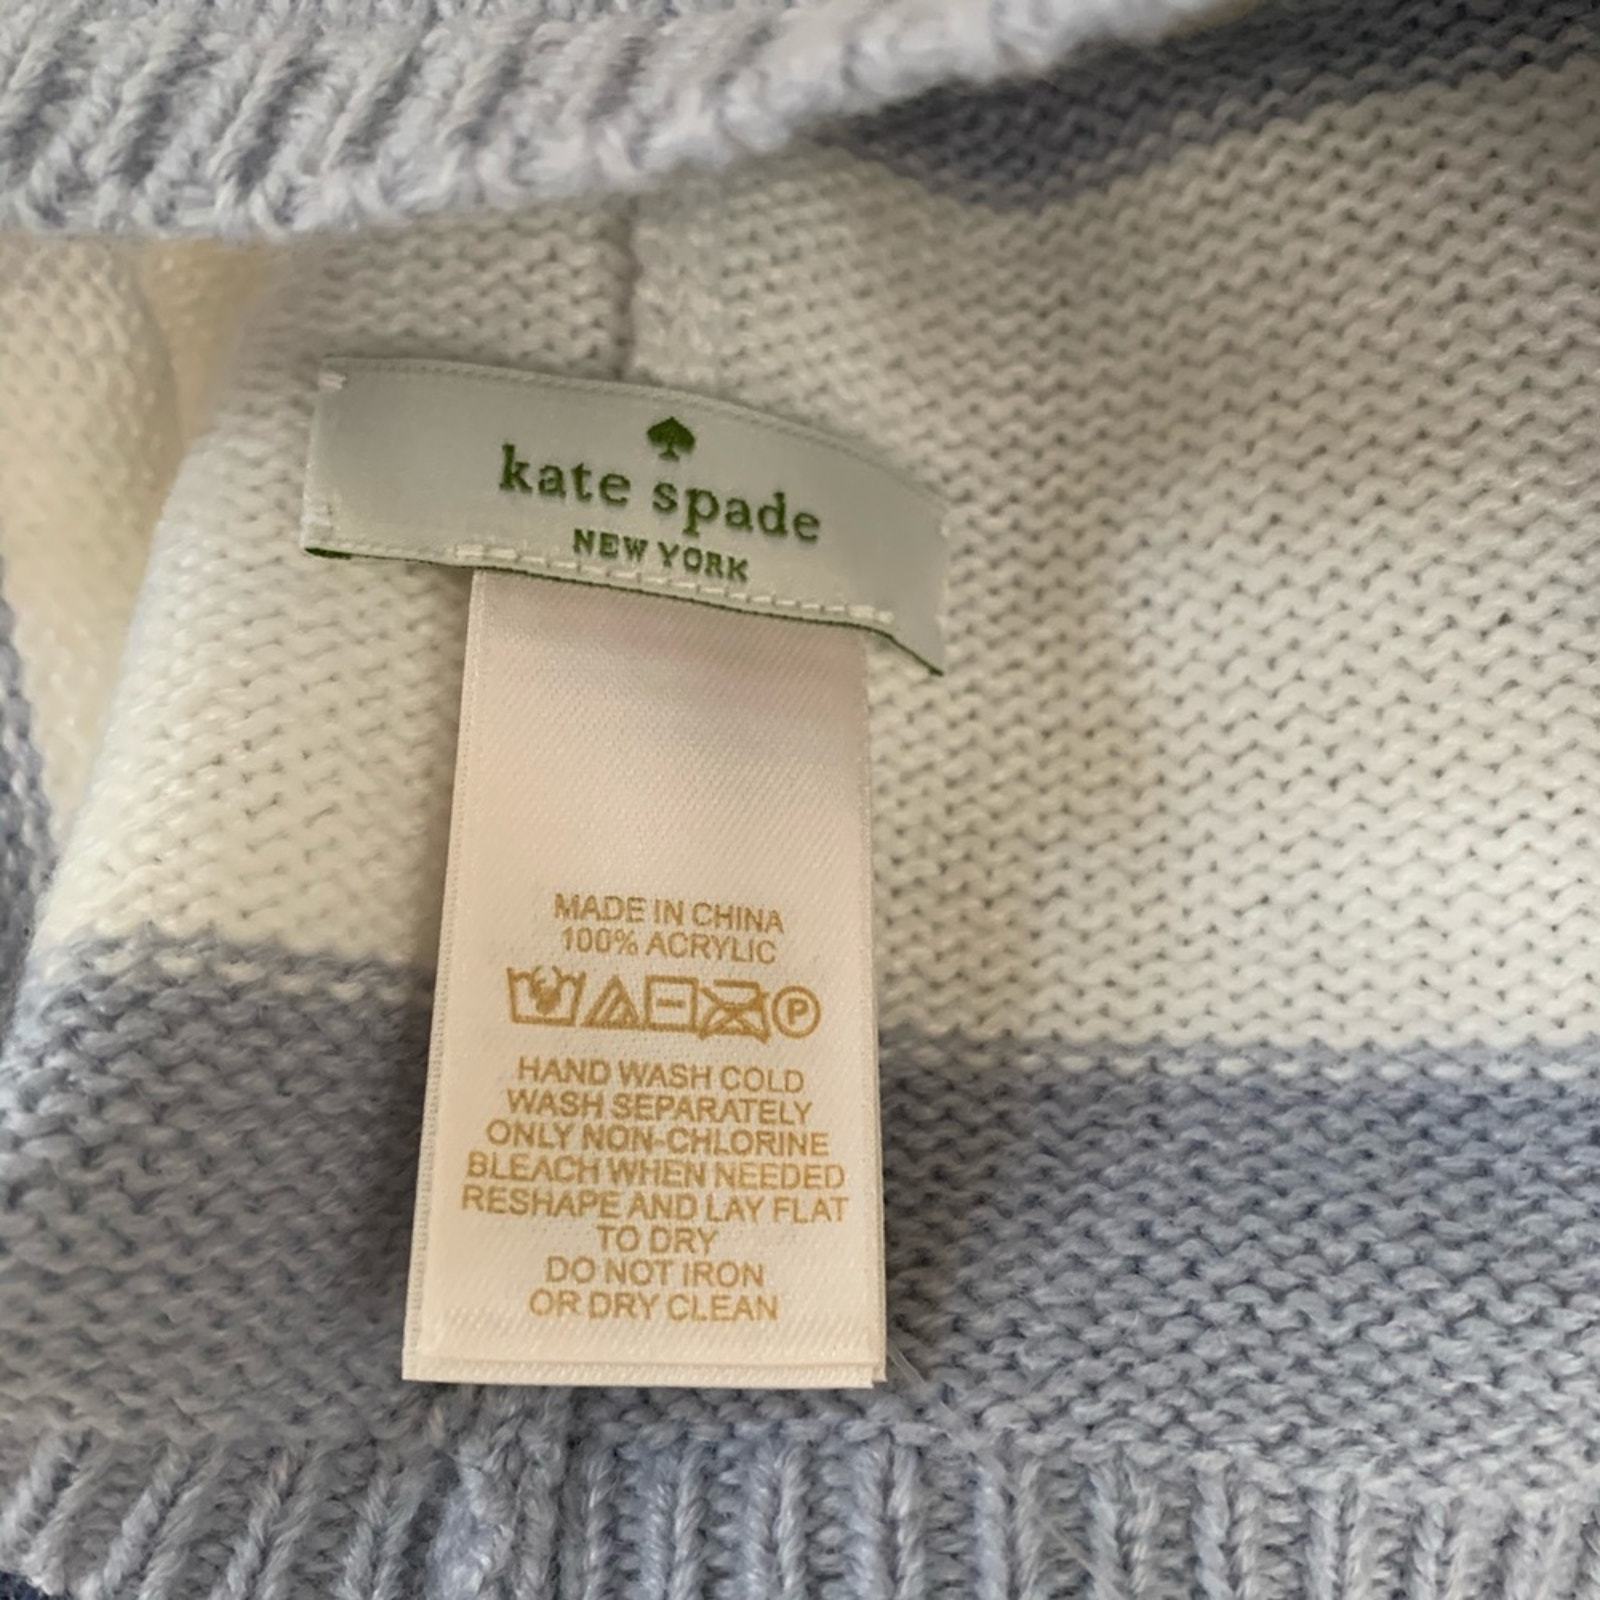 kate spade
NEW YORK
MADE IN CHINA
100% ACRYLIC
P
HAND WASH COLD
WASH SEPARATELY
ONLY NON-CHLORINE
BLEACH WHEN NEEDED
RESHAPE AND LAY FLAT
TO DRY
DO NOT IRON
OR DRY CLEAN